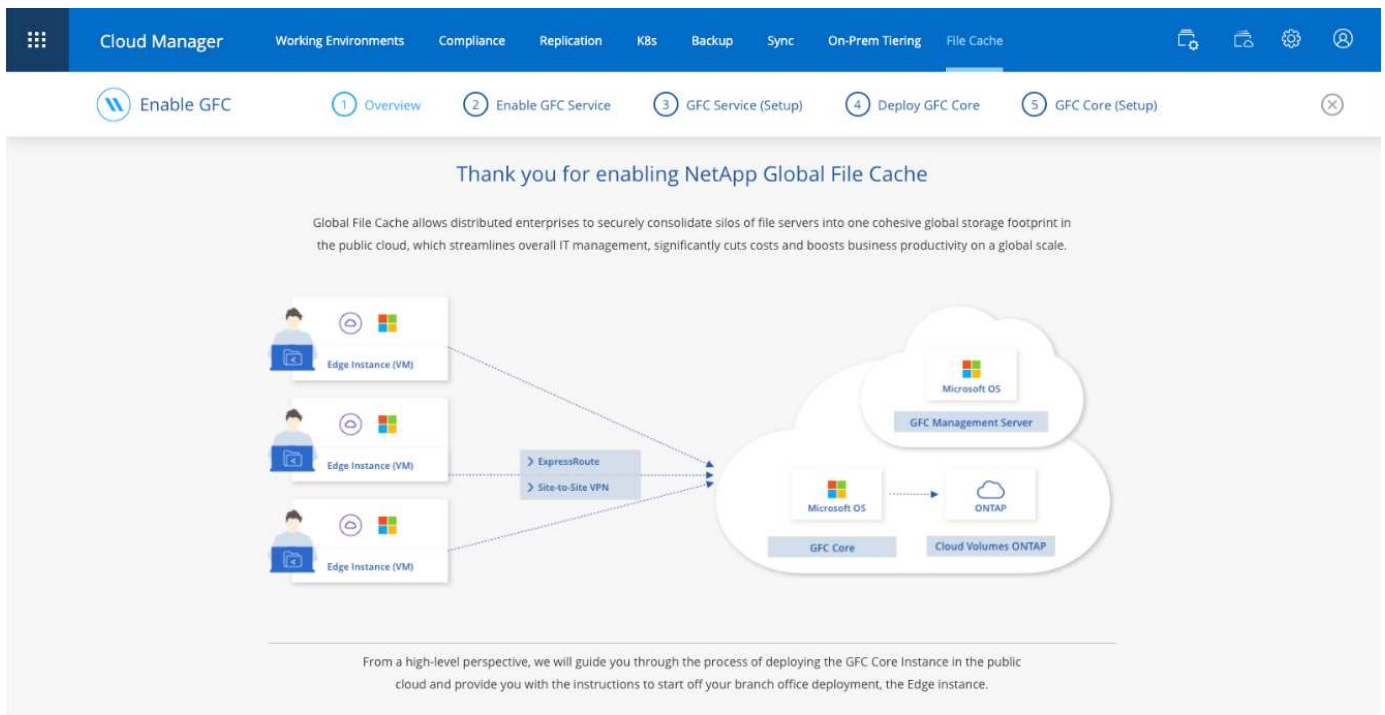 Cloud Manager Working Environments Compliance Replication K8s Backup Sync On-Prem Tiering File Cache
Enable GFC 1 Overview 2 Enable GFC Service 3 GFC Service (Setup) 4 Deploy GFC Core 5 GFC Core (Setup)
Thank you for enabling NetApp Global File Cache
Global File Cache allows distributed enterprises to securely consolidate silos of file servers into one cohesive global storage footprint in
the public cloud, which streamlines overall IT management, significantly cuts costs and boosts business productivity on a global scale.
Edge Instance (VM)
Edge Instance (VM)
Edge Instance (VM)
> ExpressRoute
> Site-to-Site VPN
Microsoft OS
GFC Management Server
Microsoft OS
GFC Core
ONTAP
Cloud Volumes ONTAP
From a high-level perspective, we will guide you through the process of deploying the GFC Core Instance in the public
cloud and provide you with the instructions to start off your branch office deployment, the Edge instance.